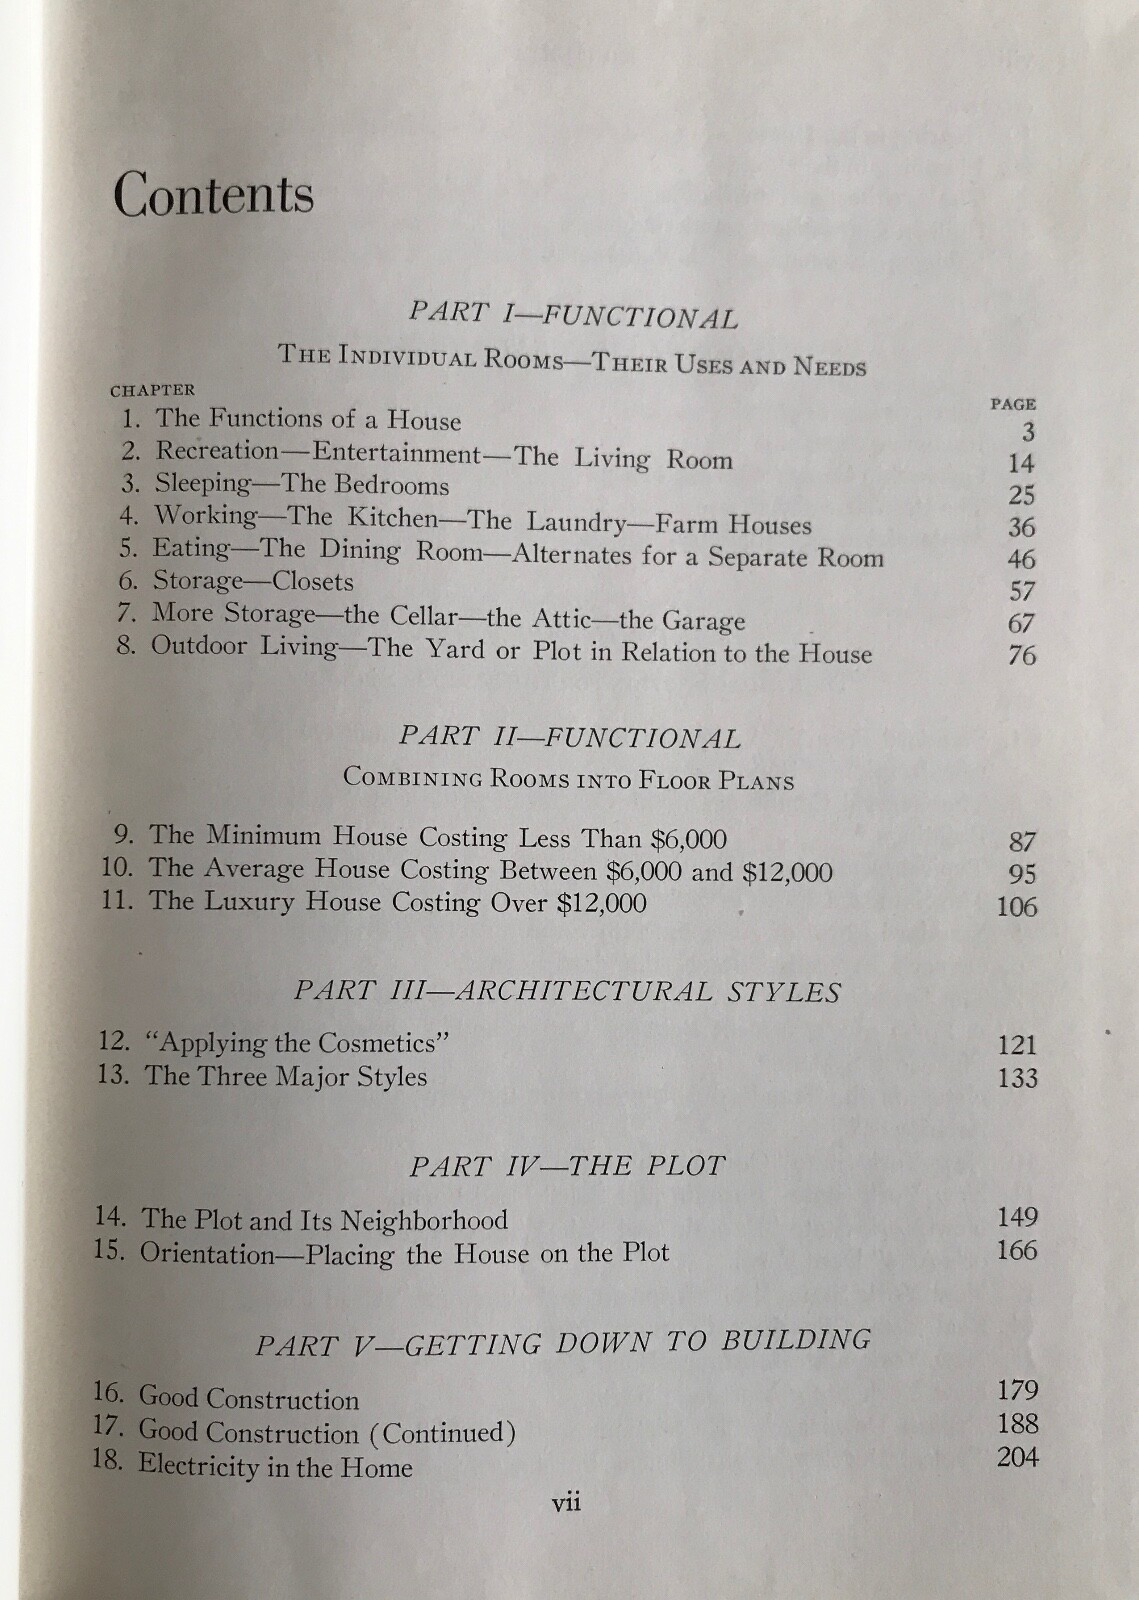 Contents
PART I—FUNCTIONAL
THE INDIVIDUAL ROOMS—THEIR USES AND NEEDS
CHAPTER PAGE
1. The Functions of a House 3
2. Recreation—Entertainment—The Living Room 14
3. Sleeping—The Bedrooms 25
4. Working—The Kitchen—The Laundry—Farm Houses 36
5. Eating—The Dining Room—Alternates for a Separate Room 46
6. Storage—Closets 57
7. More Storage—the Cellar—the Attic—the Garage 67
8. Outdoor Living—The Yard or Plot in Relation to the House 76
PART II—FUNCTIONAL
COMBINING ROOMS INTO FLOOR PLANS
9. The Minimum House Costing Less Than $6,000 87
10. The Average House Costing Between $6,000 and $12,000 95
11. The Luxury House Costing Over $12,000 106
PART III—ARCHITECTURAL STYLES
12. “Applying the Cosmetics” 121
13. The Three Major Styles 133
PART IV—THE PLOT
14. The Plot and Its Neighborhood 149
15. Orientation—Placing the House on the Plot 166
PART V—GETTING DOWN TO BUILDING
16. Good Construction 179
17. Good Construction (Continued) 188
18. Electricity in the Home 204
vii